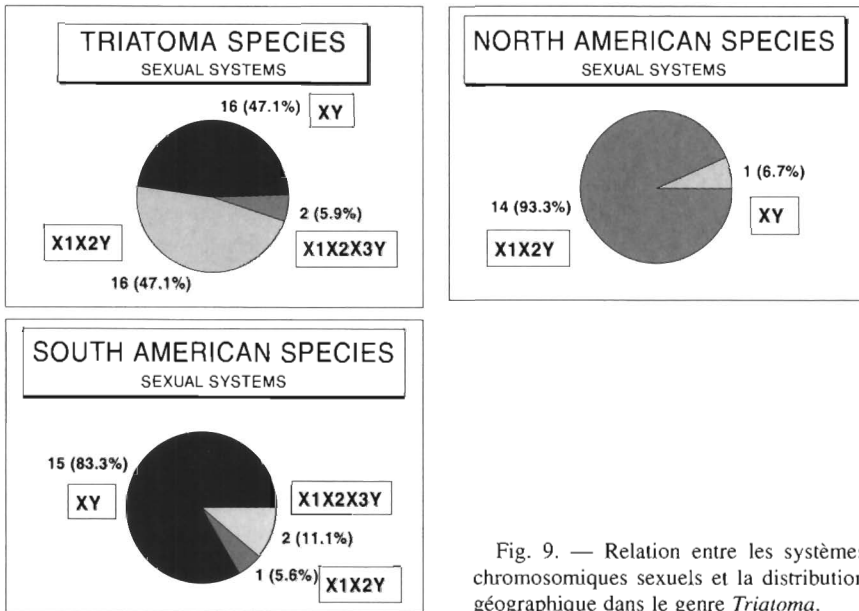 TRIATOMA SPECIES
SEXUAL SYSTEMS
16 (47.1%) XY
2 (5.9%)
X1X2Y
X1X2X3Y
16 (47.1%)
NORTH AMERICAN SPECIES
SEXUAL SYSTEMS
1 (6.7%)
14 (93.3%)
XY
X1X2Y
SOUTH AMERICAN SPECIES
SEXUAL SYSTEMS
15 (83.3%)
XY
X1X2X3Y
2 (11.1%)
1 (5.6%) X1X2Y
Fig. 9. — Relation entre les systèmes
chromosomiques sexuels et la distribution
géographique dans le genre Triatoma.